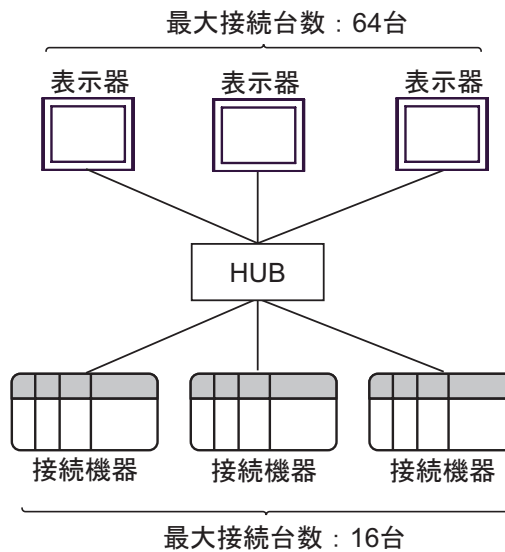 最大接続台数：64台
表示器 表示器 表示器
HUB
接続機器 接続機器 接続機器
最大接続台数：16台